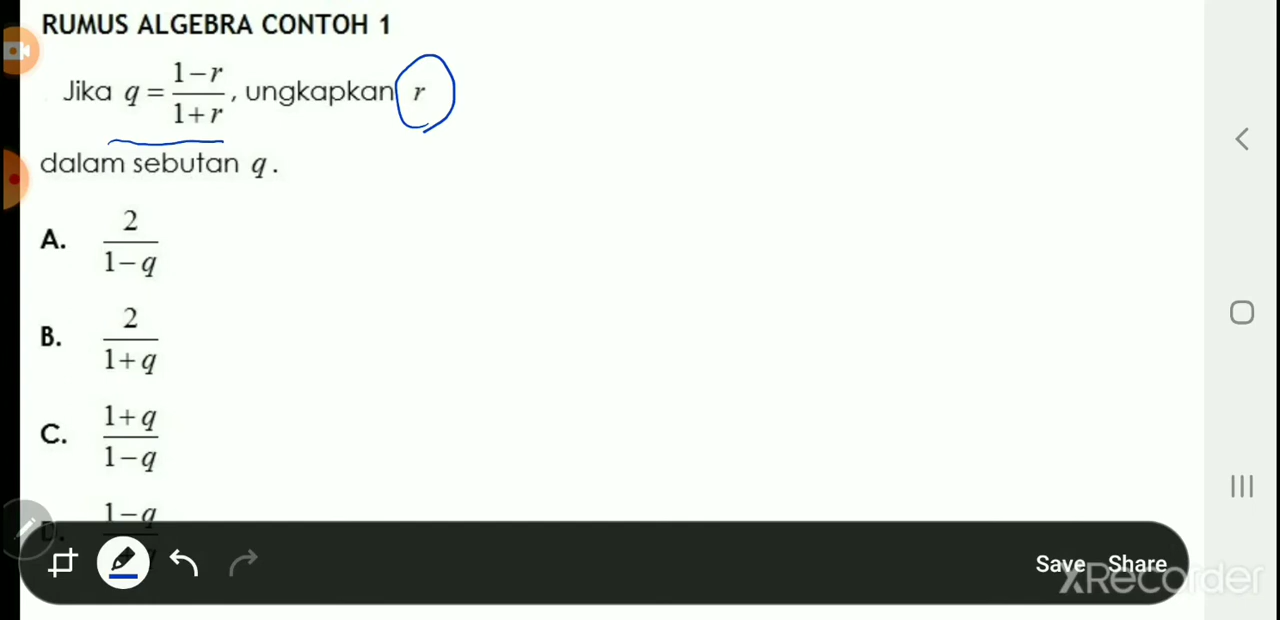 RUMUS ALGEBRA CONTOH 1
Jika q = (1−r)/(1+r), ungkapkan r
dalam sebutan q.
A. 2/(1−q)
B. 2/(1+q)
C. (1+q)/(1−q)
D. 1−q
Save Share
XRecorder